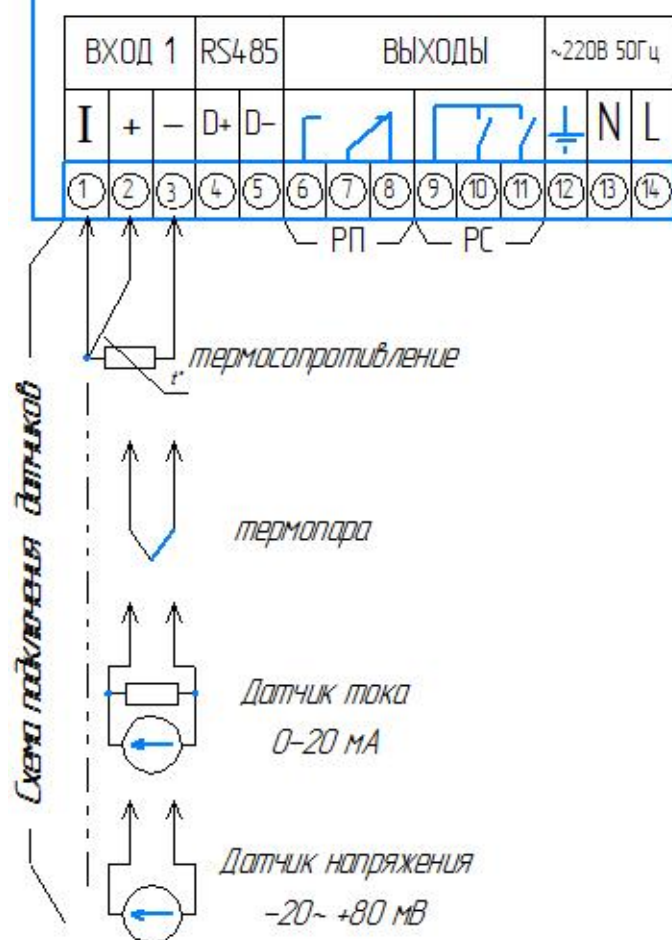 ВХОД 1 RS485 ВЫХОДЫ ~220В 50Гц
I + − D+ D− N L
1 2 3 4 5 6 7 8 9 10 11 12 13 14
РП РС
термосопротивление
t°
термопара
Датчик тока
0-20 мА
Датчик напряжения
-20~ +80 мВ
Схема подключения датчиков